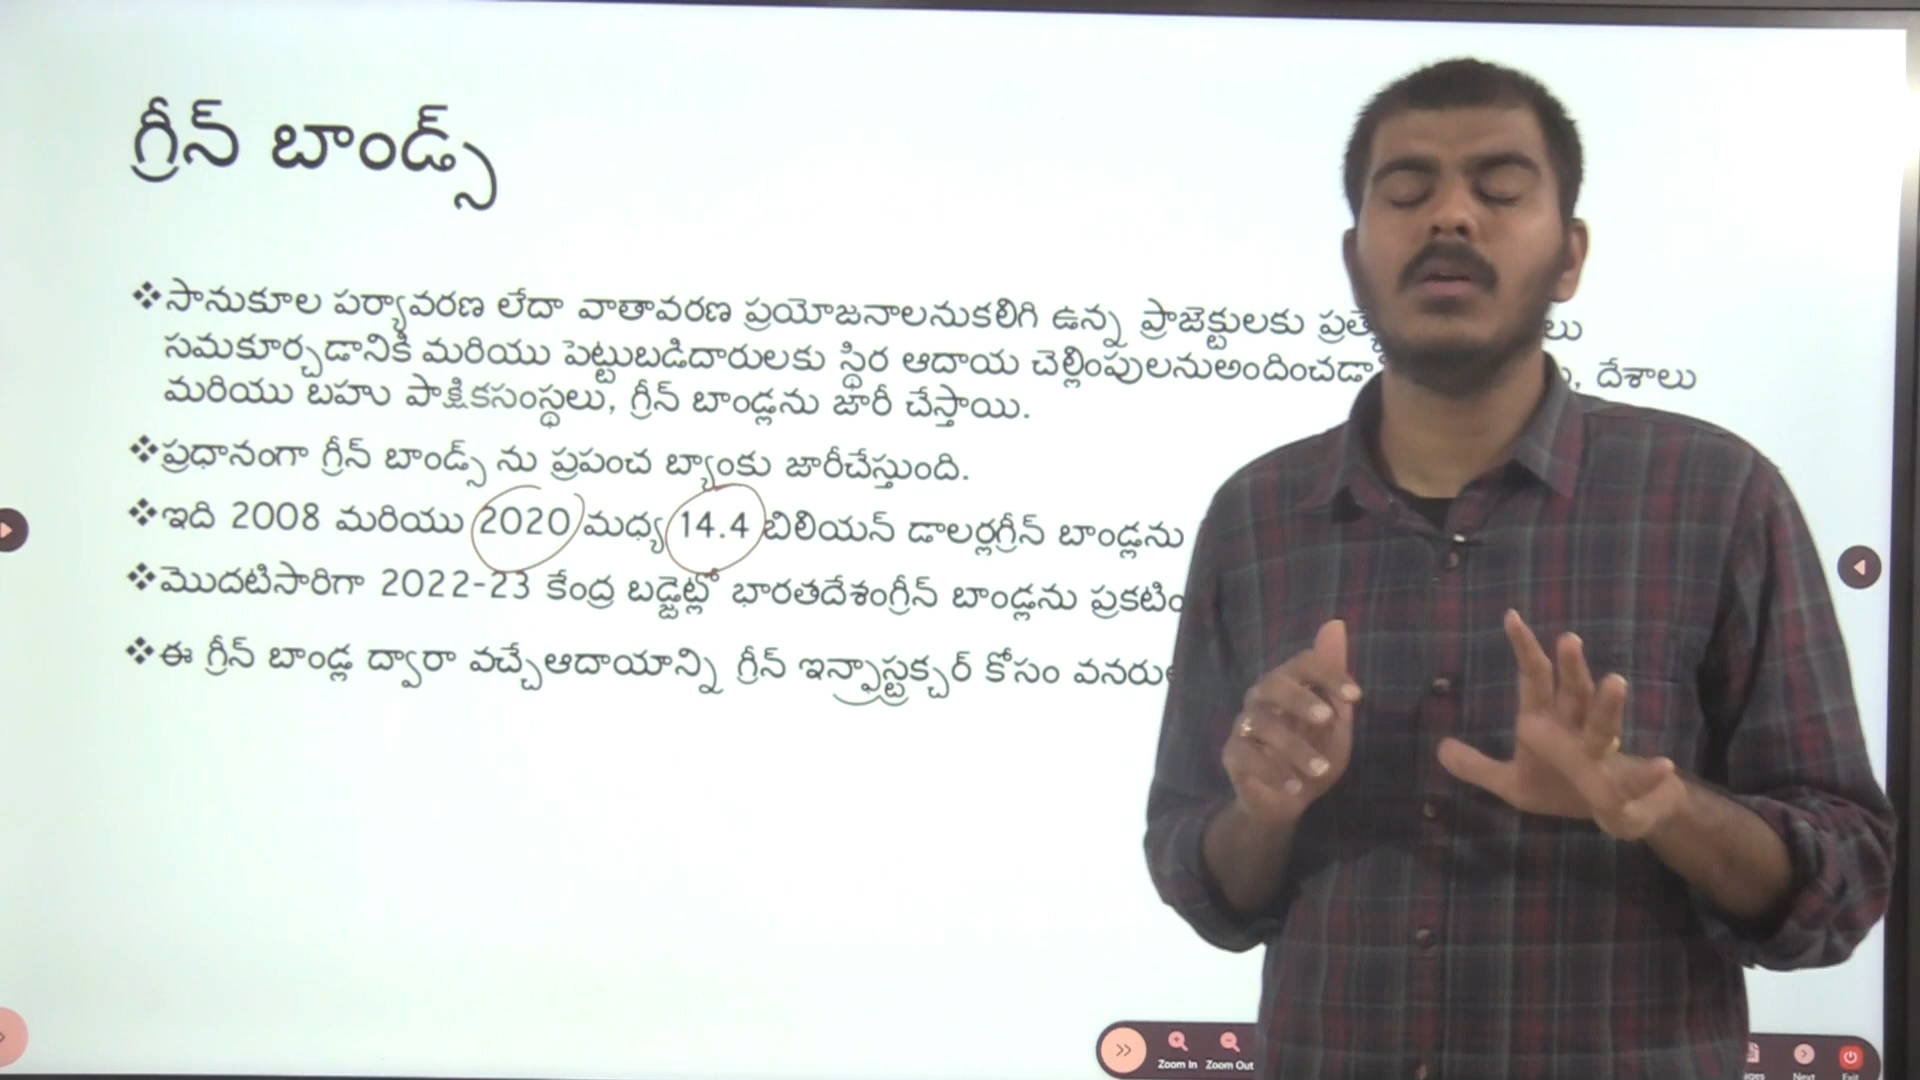 గ్రీన్ బాండ్స్
❖సానుకూల పర్యావరణ లేదా వాతావరణ ప్రయోజనాలనుకలిగి ఉన్న ప్రాజెక్టులకు
సమకూర్చడానికి మరియు పెట్టుబడిదారులకు స్థిర ఆదాయ చెల్లింపులనుఅందించడా , దేశాలు
మరియు బహు పాక్షికసంస్థలు, గ్రీన్ బాండ్లను జారీ చేస్తాయి.
❖ప్రధానంగా గ్రీన్ బాండ్స్ ను ప్రపంచ బ్యాంకు జారీచేస్తుంది.
❖ఇది 2008 మరియు 2020 మధ్య 14.4 బిలియన్ డాలర్లగ్రీన్ బాండ్లను
❖మొదటిసారిగా 2022-23 కేంద్ర బడ్జెట్లో భారతదేశంగ్రీన్ బాండ్లను ప్రకటిం
❖ఈ గ్రీన్ బాండ్ల ద్వారా వచ్చేఆదాయాన్ని గ్రీన్ ఇన్ఫ్రాస్ట్రక్చర్ కోసం
Zoom In Zoom Out Next Exit